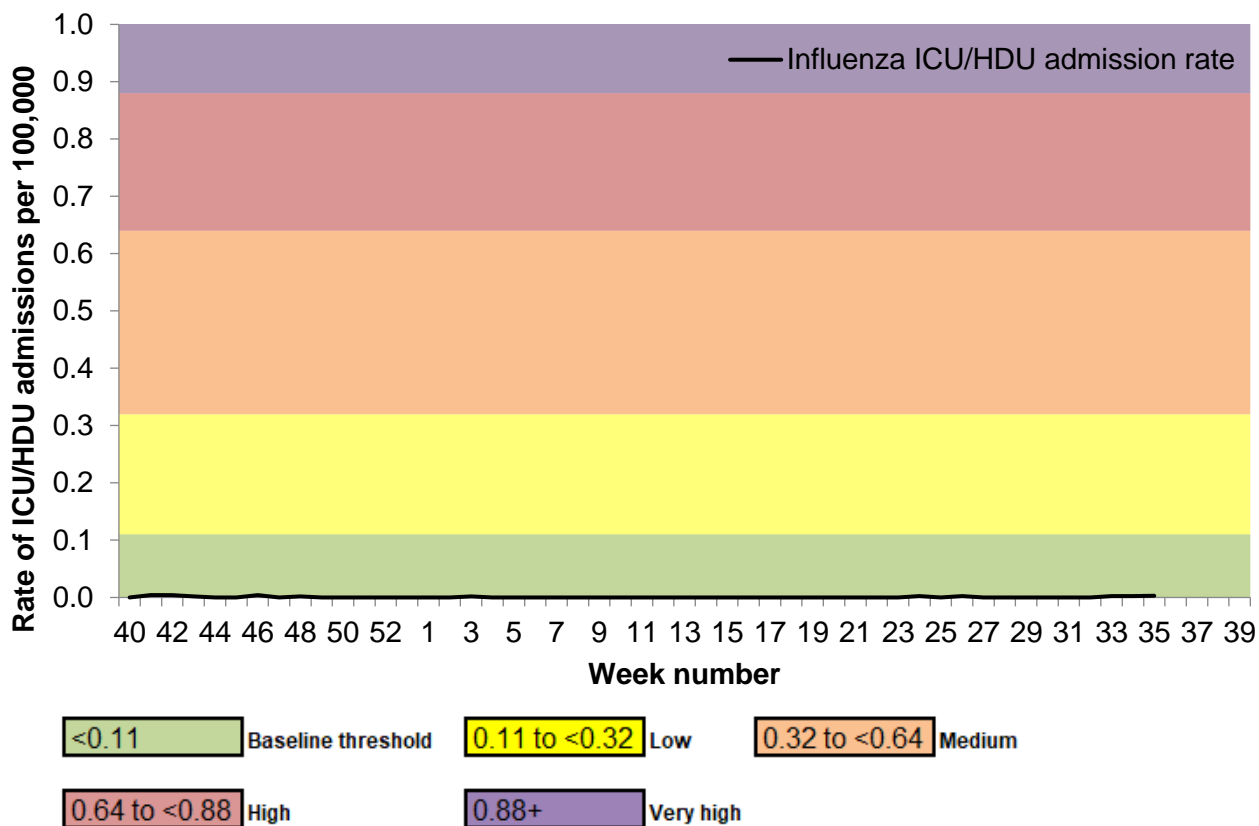 Rate of ICU/HDU admissions per 100,000
1.0
0.9
0.8
0.7
0.6
0.5
0.4
0.3
0.2
0.1
0.0
Influenza ICU/HDU admission rate
40 42 44 46 48 50 52 1 3 5 7 9 11 13 15 17 19 21 23 25 27 29 31 33 35 37 39
Week number
<0.11 Baseline threshold 0.11 to <0.32 Low 0.32 to <0.64 Medium
0.64 to <0.88 High 0.88+ Very high